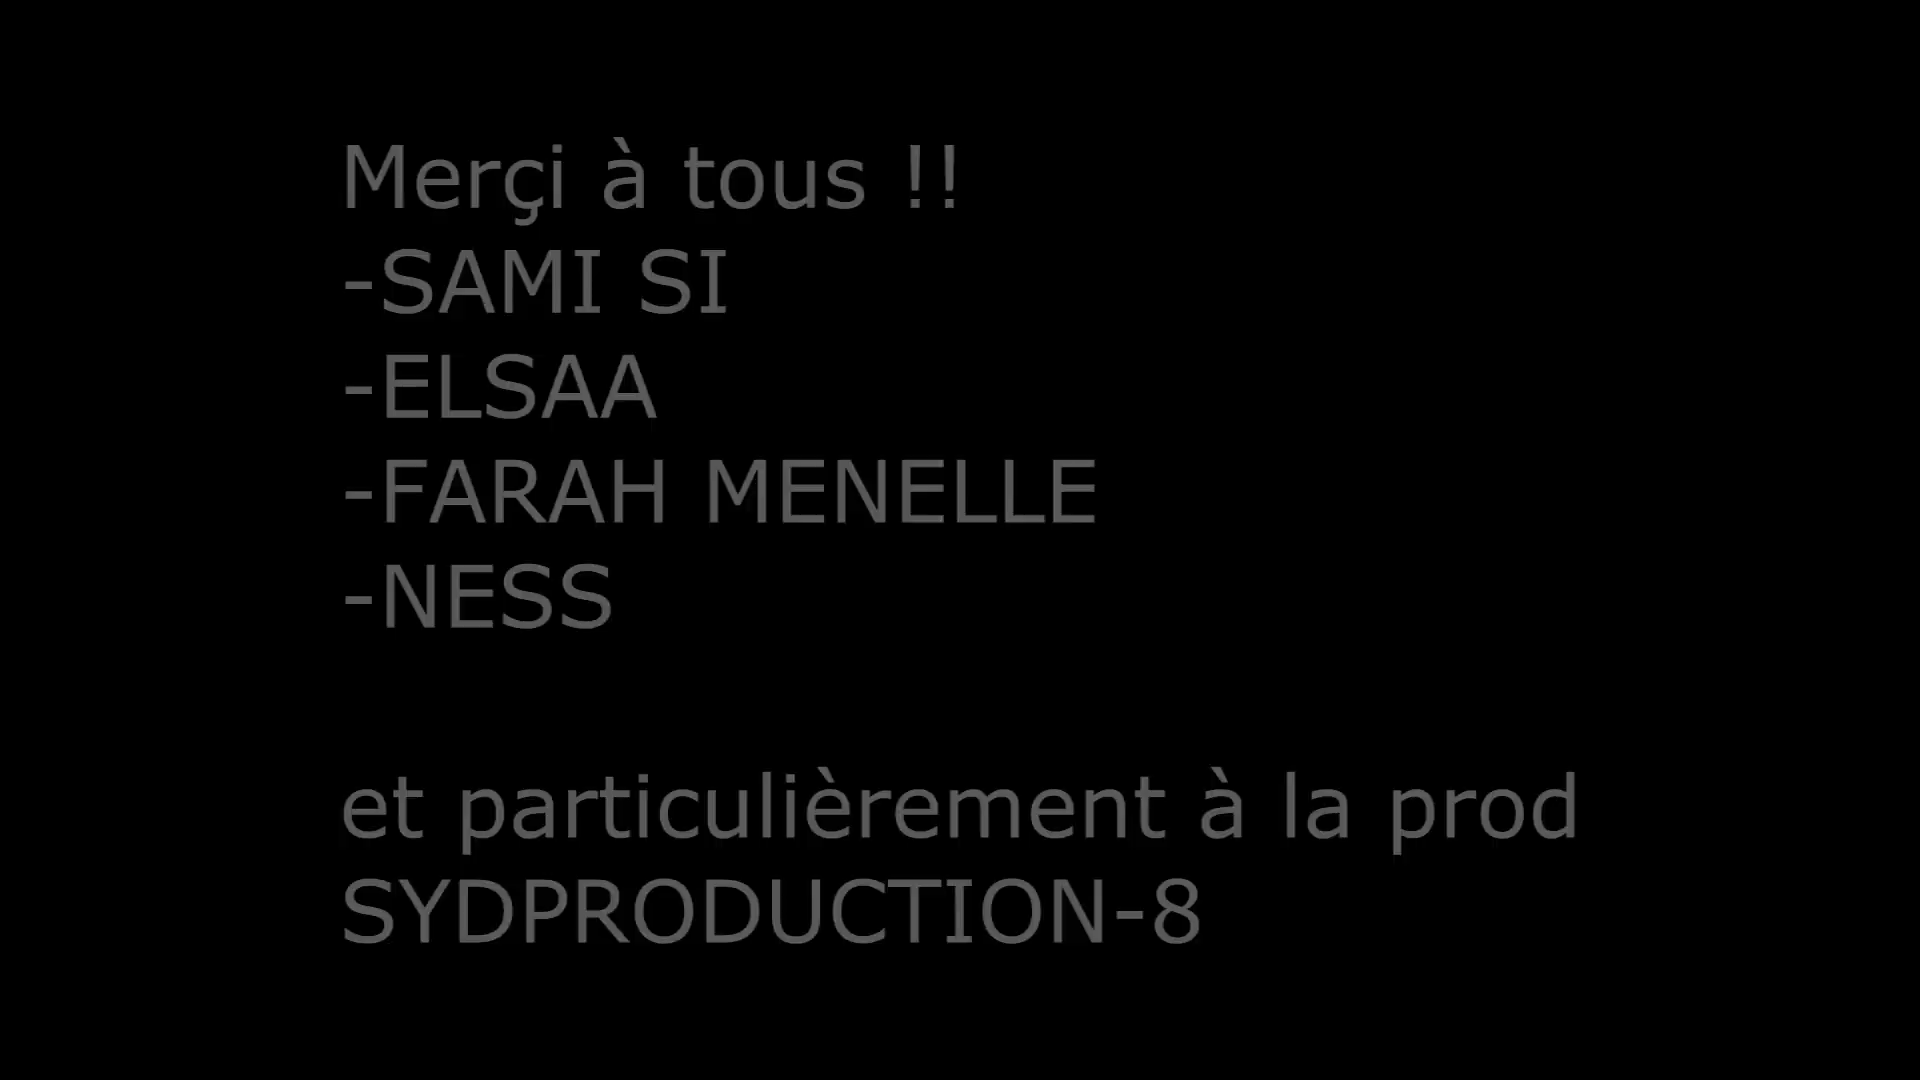 Merçi à tous !!
-SAMI SI
-ELSAA
-FARAH MENELLE
-NESS
et particulièrement à la prod
SYDPRODUCTION-8